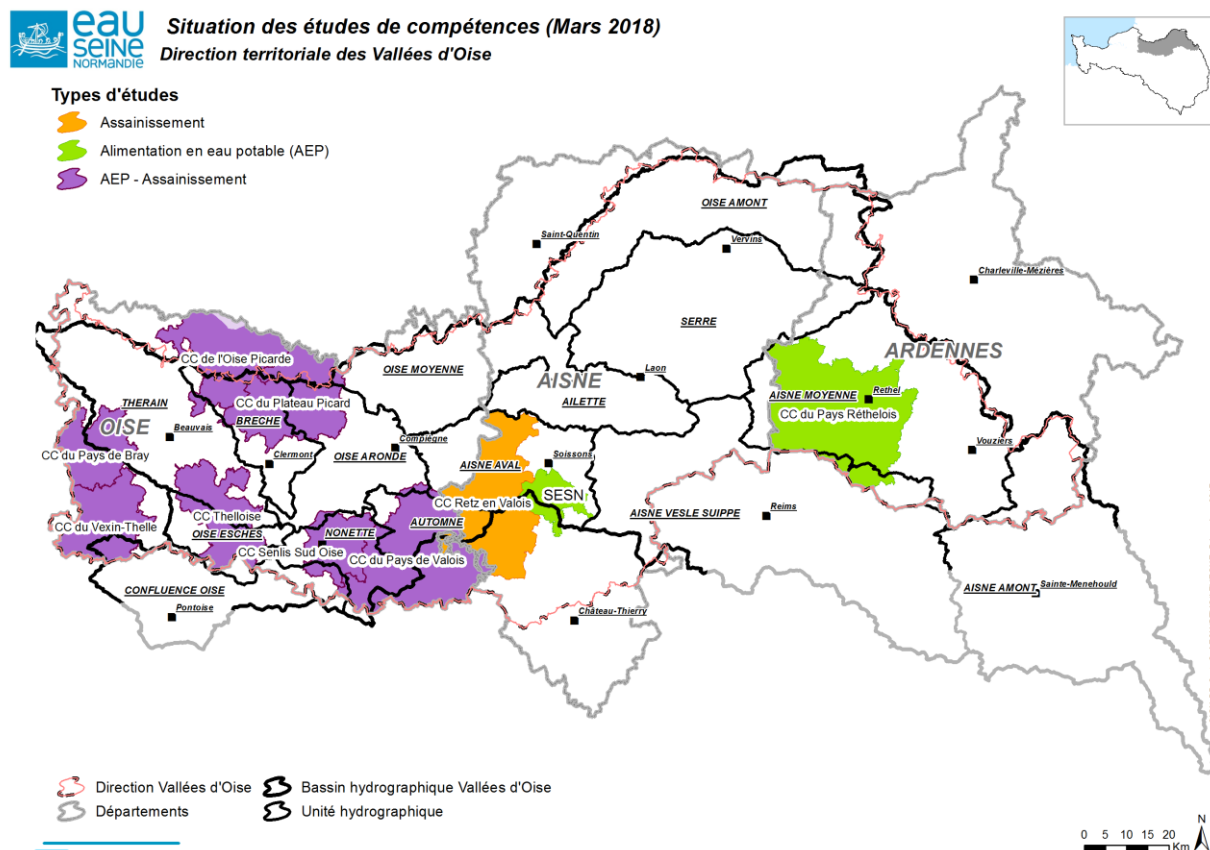 eau
SEINE
NORMANDIE
Situation des études de compétences (Mars 2018)
Direction territoriale des Vallées d'Oise
Types d'études
Assainissement
Alimentation en eau potable (AEP)
AEP - Assainissement
OISE AMONT
Saint-Quentin
Vervins
Charleville-Mézières
SERRE
CC de l'Oise Picarde
OISE MOYENNE
ARDENNES
AISNE
Laon
AILETTE
AISNE MOYENNE
Rethel
CC du Pays Réthelois
THERAIN
CC du Plateau Picard
BRECHE
OISE
Beauvais
Compiègne
Clermont
OISE ARONDE
CC du Pays de Bray
AISNE AVAL
Soissons
Vouziers
SESN
CC Retz en Valois
AISNE VESLE SUIPPE
Reims
CC du Vexin-Thelle
CC Thelloise
OISE ESCHES
AUTOMNE
NONETTE
CC Senlis Sud Oise
CC du Pays de Valois
CONFLUENCE OISE
Pontoise
Château-Thierry
AISNE AMONT
Sainte-Menehould
Direction Vallées d'Oise
Bassin hydrographique Vallées d'Oise
Départements
Unité hydrographique
N
0 5 10 15 20
Km